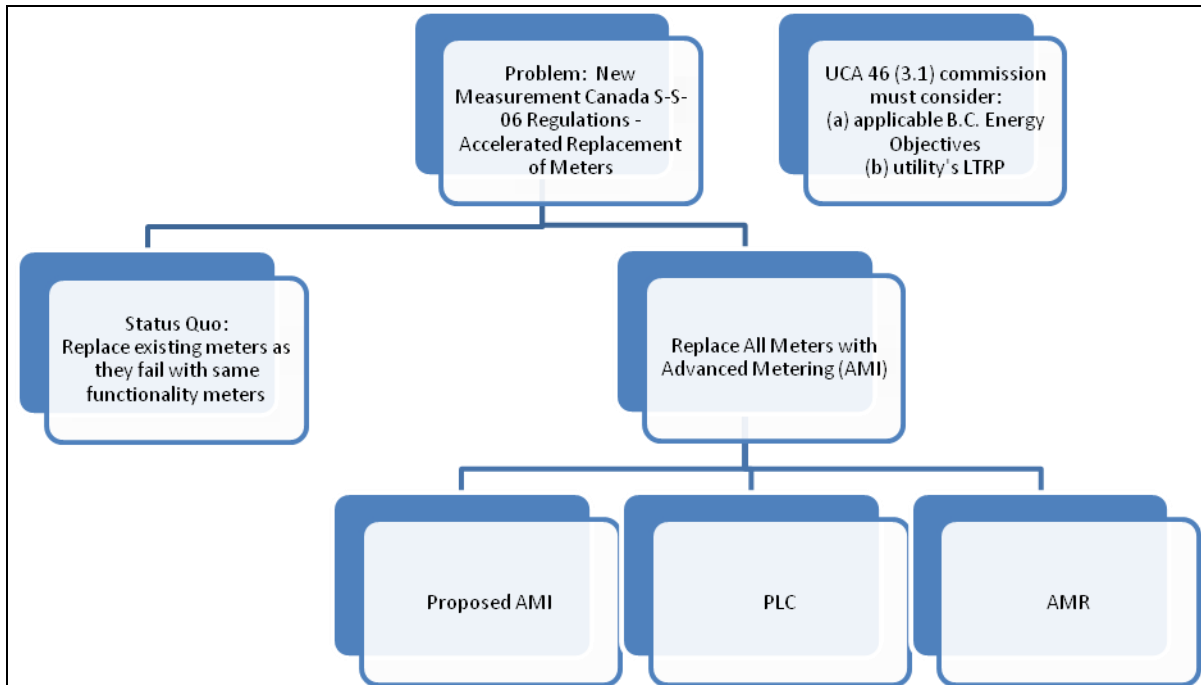 Problem: New
Measurement Canada S-S-
06 Regulations -
Accelerated Replacement
of Meters
UCA 46 (3.1) commission
must consider:
(a) applicable B.C. Energy
Objectives
(b) utility's LTRP
Status Quo:
Replace existing meters as
they fail with same
functionality meters
Replace All Meters with
Advanced Metering (AMI)
Proposed AMI
PLC
AMR